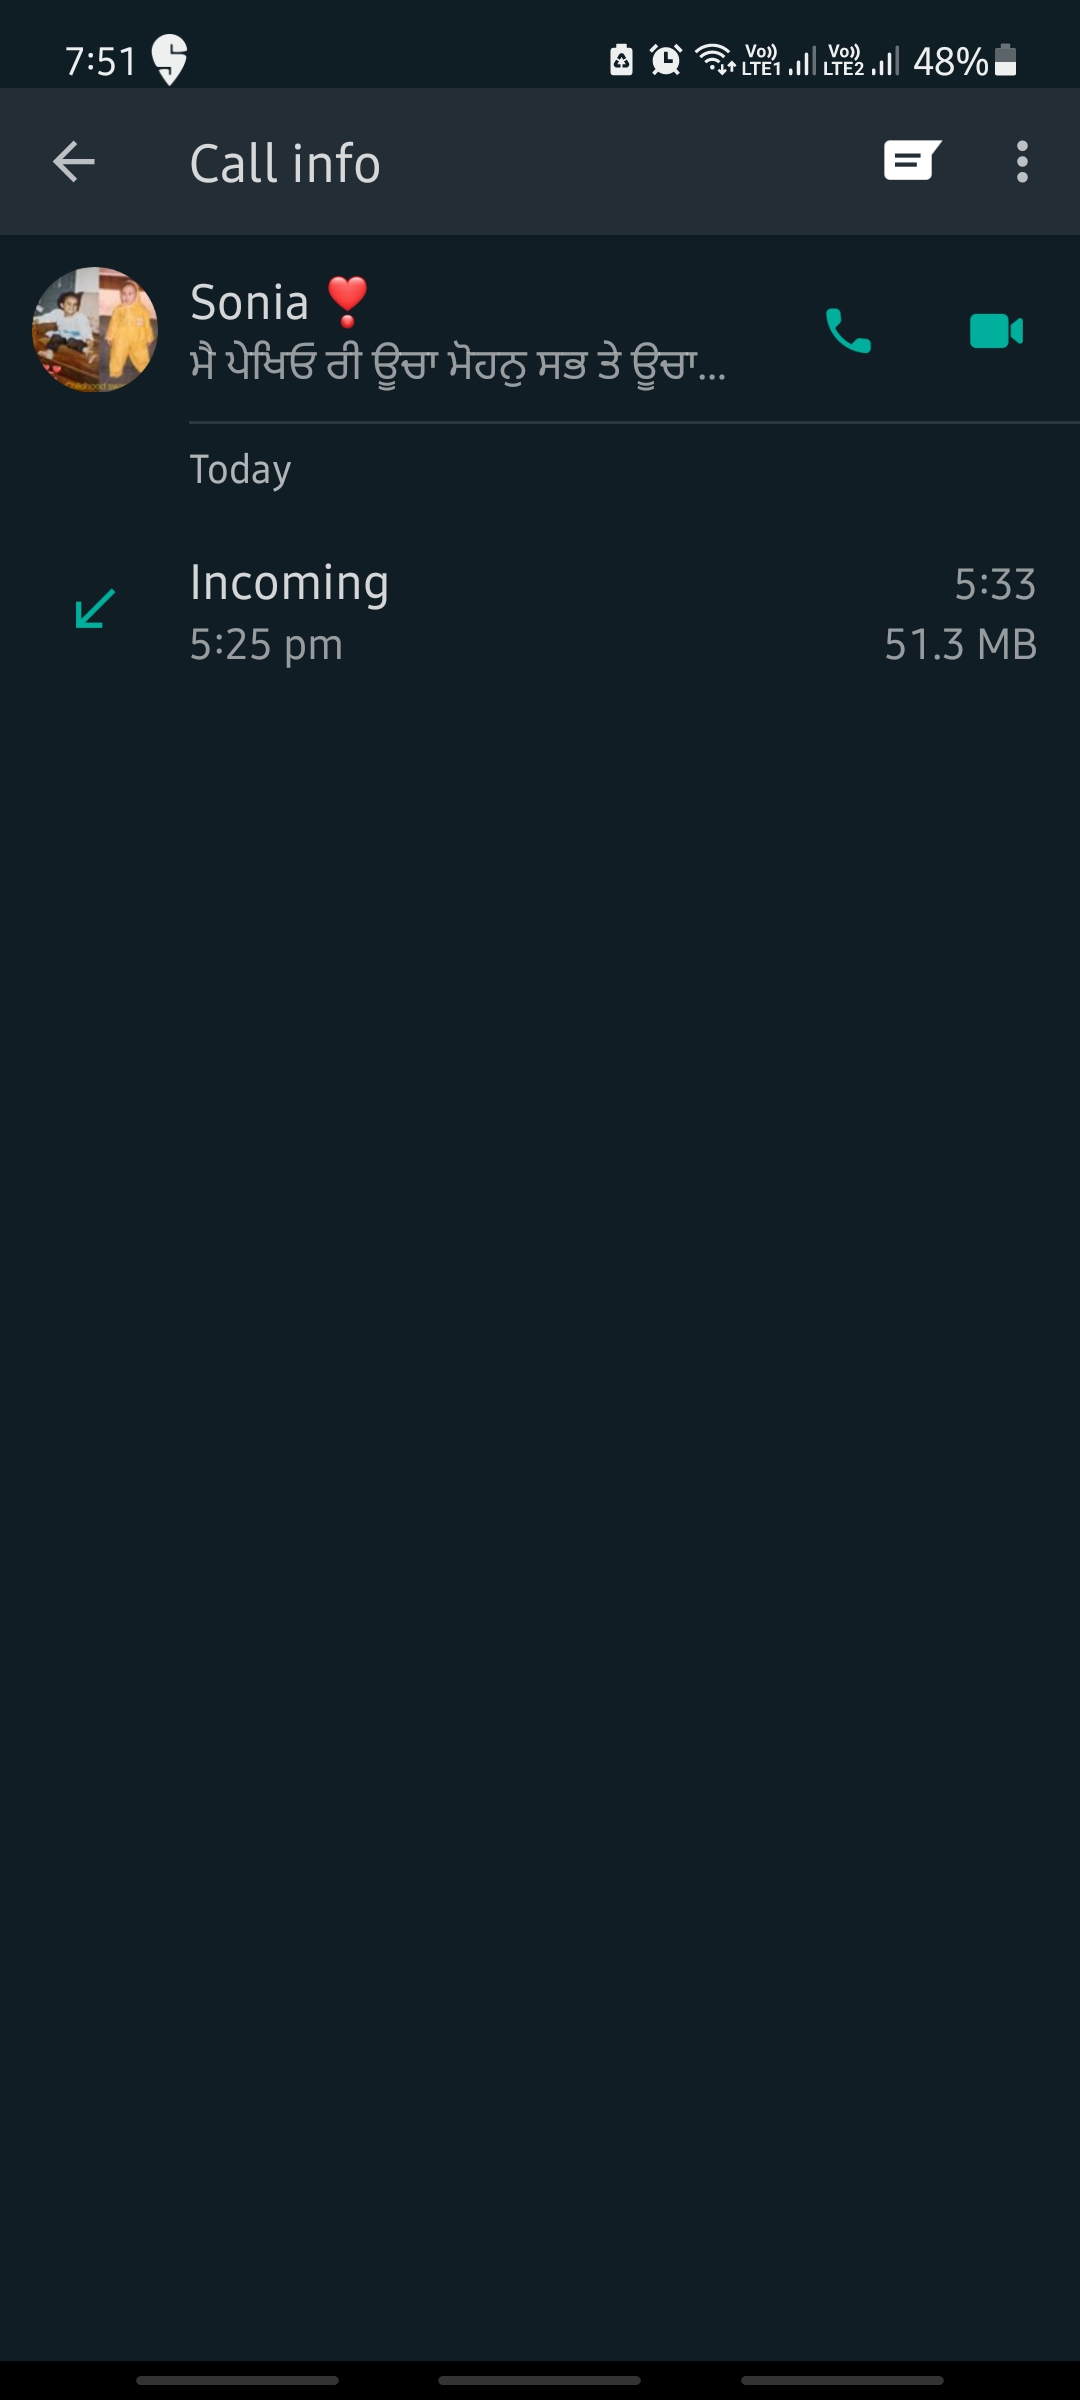 7:51
Vo)) LTE1 Vo)) LTE2 48%
Call info
Sonia ❣️
ਮੈ ਪੇਖਿਓ ਰੀ ਊਚਾ ਮੋਹਨੁ ਸਭ ਤੇ ਊਚਾ...
Today
Incoming 5:33
5:25 pm 51.3 MB